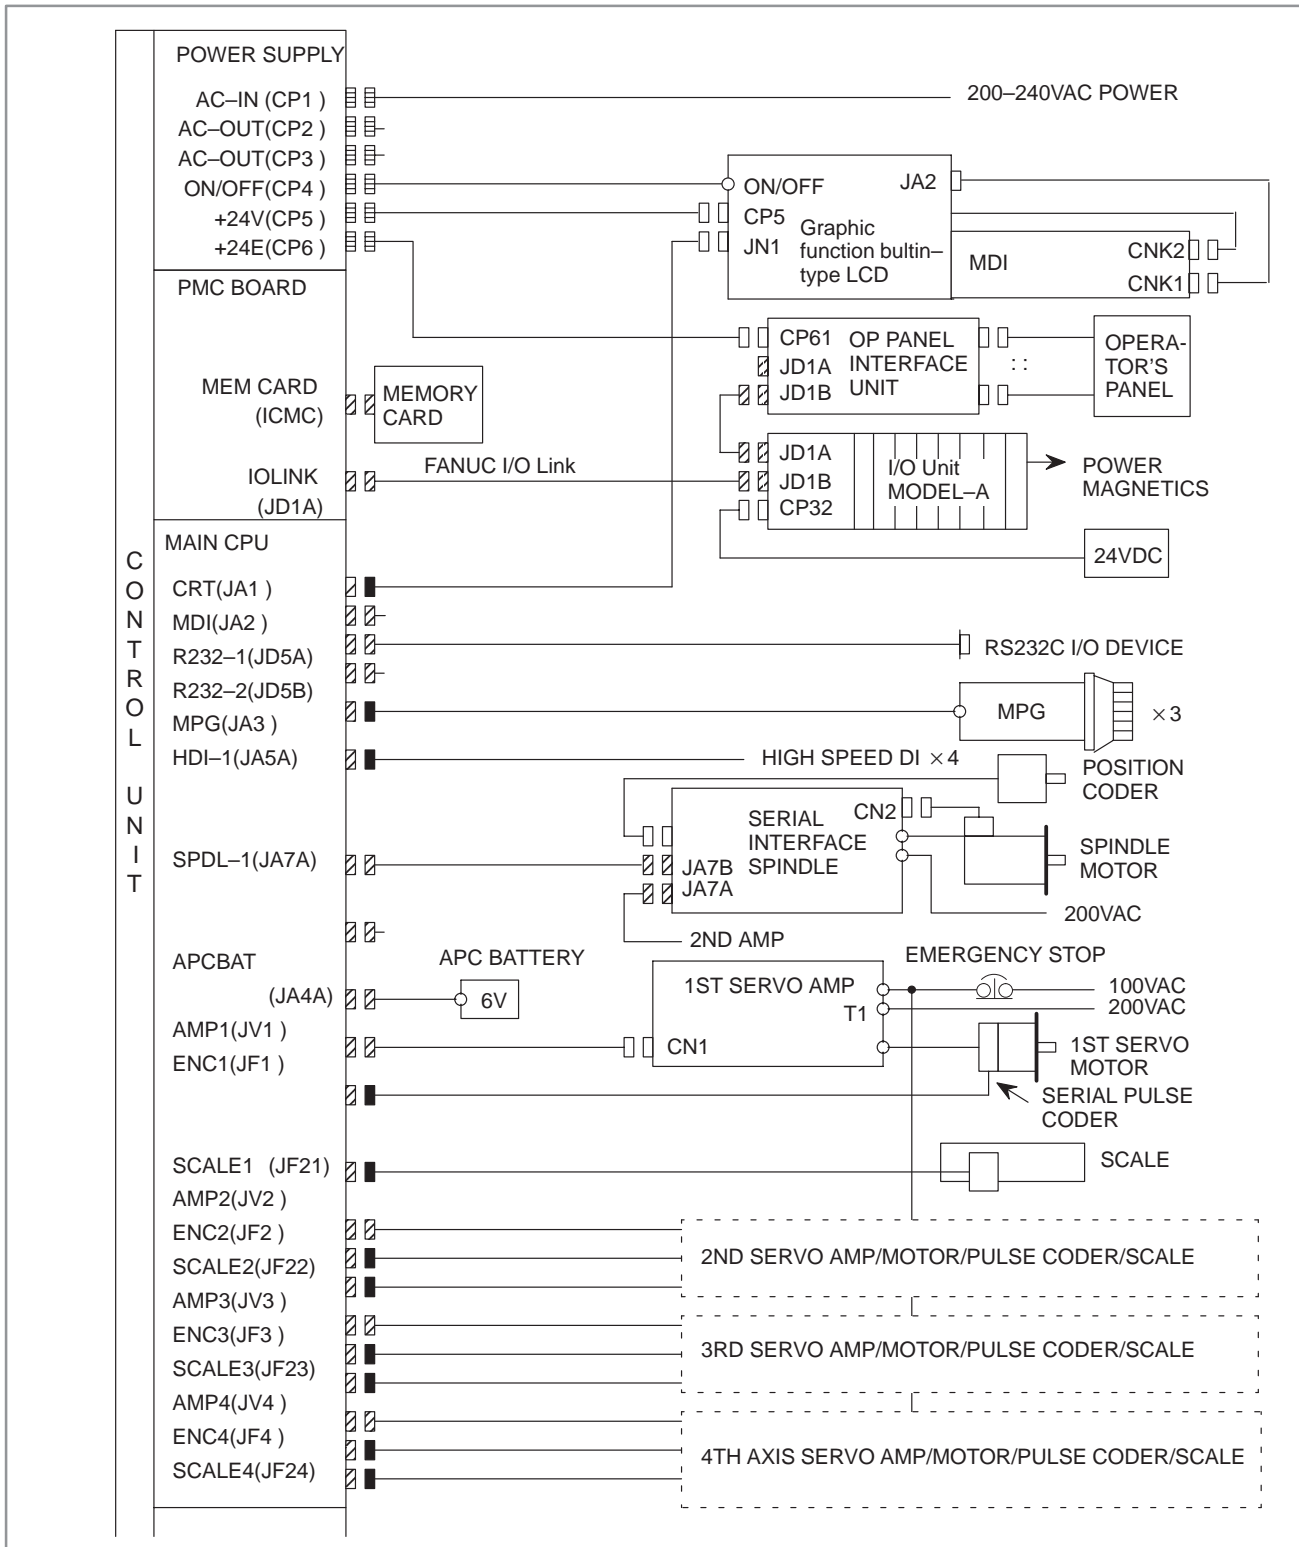 POWER SUPPLY
AC–IN (CP1 )
200–240VAC POWER
AC–OUT(CP2 )
AC–OUT(CP3 )
ON/OFF(CP4 )
+24V(CP5 )
+24E(CP6 )
ON/OFF
JA2
CP5
JN1
Graphic
function bultin–
type LCD
MDI
CNK2
CNK1
PMC BOARD
MEM CARD
(ICMC)
MEMORY
CARD
CP61
JD1A
JD1B
OP PANEL
INTERFACE
UNIT
: :
OPERA-
TOR'S
PANEL
IOLINK
(JD1A)
FANUC I/O Link
JD1A
JD1B
CP32
I/O Unit
MODEL–A
POWER
MAGNETICS
24VDC
CONTROL UNIT
MAIN CPU
CRT(JA1 )
MDI(JA2 )
R232–1(JD5A)
RS232C I/O DEVICE
R232–2(JD5B)
MPG(JA3 )
MPG
×3
HDI–1(JA5A)
HIGH SPEED DI ×4
POSITION
CODER
SERIAL
INTERFACE
SPINDLE
CN2
JA7B
JA7A
SPINDLE
MOTOR
200VAC
SPDL–1(JA7A)
2ND AMP
APCBAT
(JA4A)
APC BATTERY
6V
EMERGENCY STOP
1ST SERVO AMP
T1
CN1
100VAC
200VAC
1ST SERVO
MOTOR
SERIAL PULSE
CODER
AMP1(JV1 )
ENC1(JF1 )
SCALE1 (JF21)
SCALE
AMP2(JV2 )
ENC2(JF2 )
SCALE2(JF22)
2ND SERVO AMP/MOTOR/PULSE CODER/SCALE
AMP3(JV3 )
ENC3(JF3 )
SCALE3(JF23)
3RD SERVO AMP/MOTOR/PULSE CODER/SCALE
AMP4(JV4 )
ENC4(JF4 )
SCALE4(JF24)
4TH AXIS SERVO AMP/MOTOR/PULSE CODER/SCALE